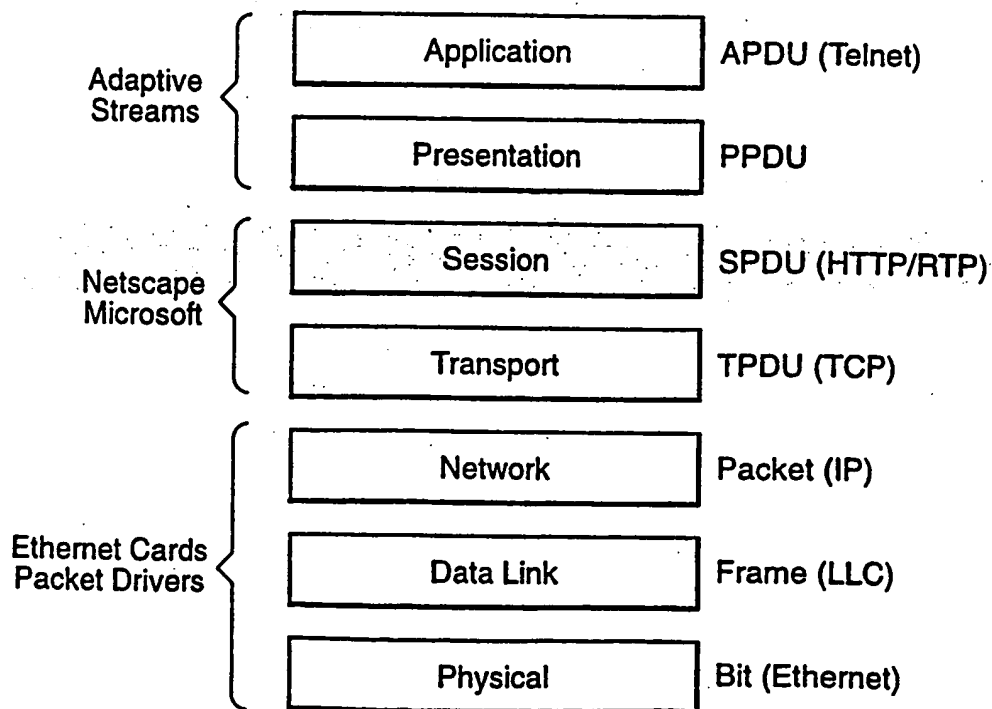 Application
APDU (Telnet)
Adaptive
Streams
Presentation
PPDU
Session
SPDU (HTTP/RTP)
Netscape
Microsoft
Transport
TPDU (TCP)
Network
Packet (IP)
Ethernet Cards
Packet Drivers
Data Link
Frame (LLC)
Physical
Bit (Ethernet)